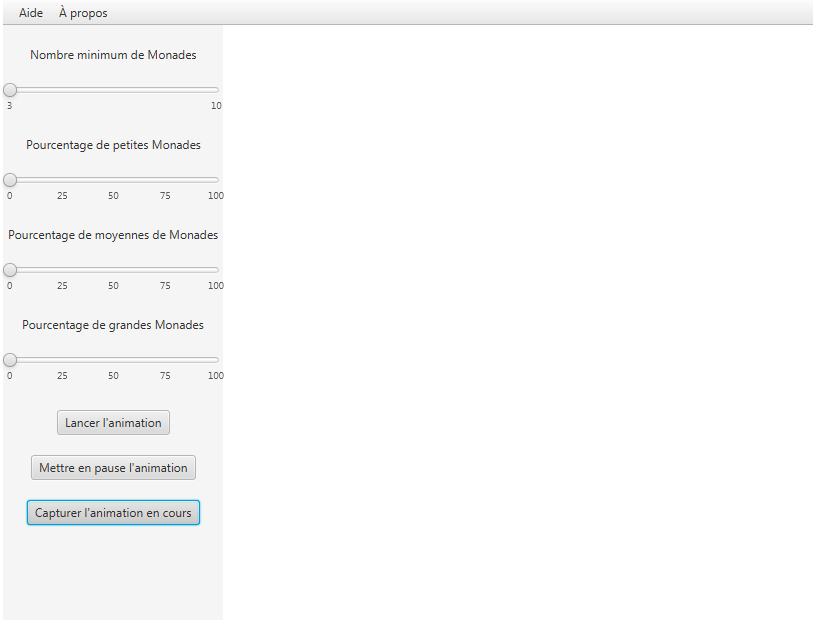 Aide À propos
Nombre minimum de Monades
3 10
Pourcentage de petites Monades
0 25 50 75 100
Pourcentage de moyennes de Monades
0 25 50 75 100
Pourcentage de grandes Monades
0 25 50 75 100
Lancer l'animation
Mettre en pause l'animation
Capturer l'animation en cours